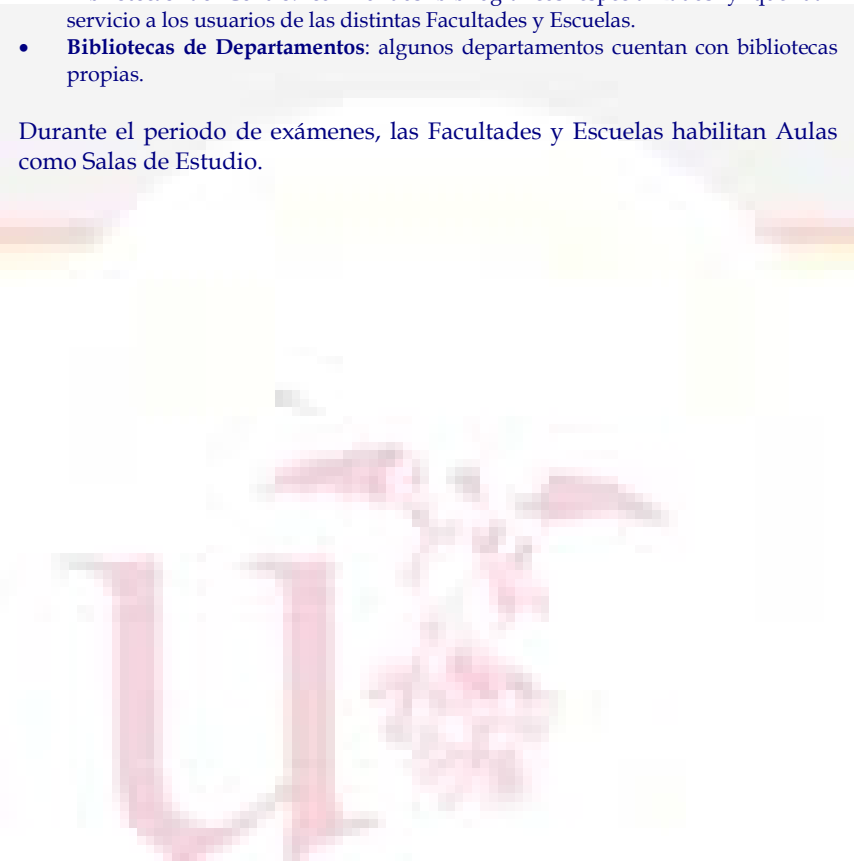 servicio a los usuarios de las distintas Facultades y Escuelas.
• Bibliotecas de Departamentos: algunos departamentos cuentan con bibliotecas
propias.
Durante el periodo de exámenes, las Facultades y Escuelas habilitan Aulas
como Salas de Estudio.
u